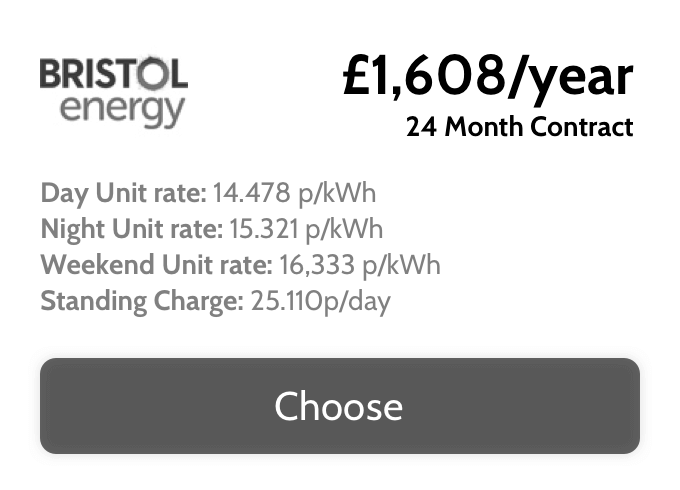 BRISTOL
energy
£1,608/year
24 Month Contract
Day Unit rate: 14.478 p/kWh
Night Unit rate: 15.321 p/kWh
Weekend Unit rate: 16,333 p/kWh
Standing Charge: 25.110p/day
Choose